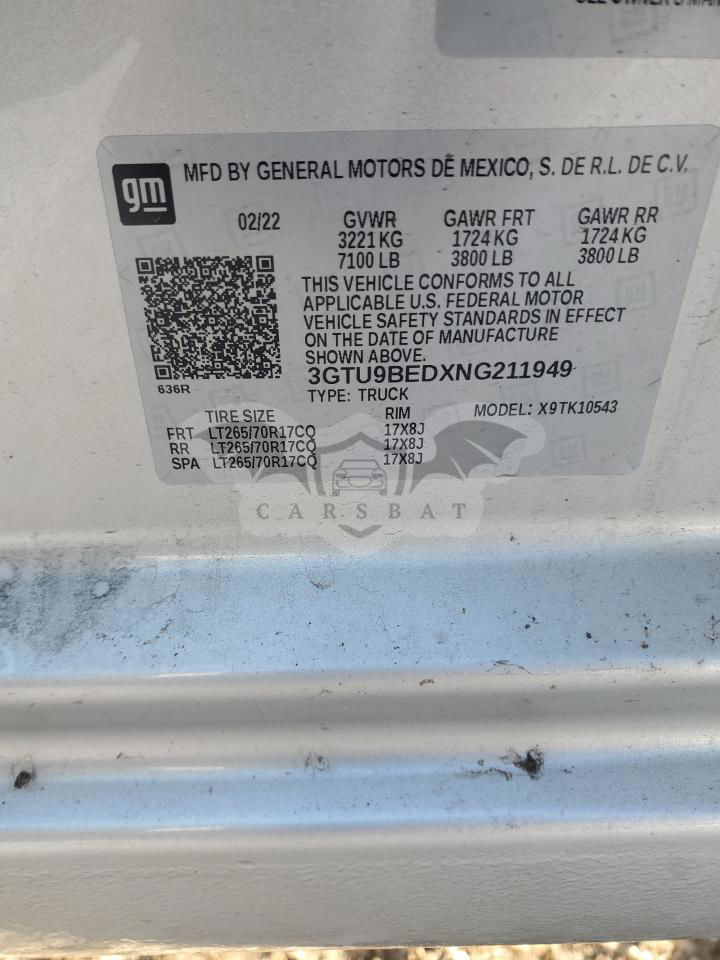 SEE OWNER'S MAN
gm
MFD BY GENERAL MOTORS DE MEXICO, S. DE R.L. DE C.V.
02/22 GVWR GAWR FRT GAWR RR
3221 KG 1724 KG 1724 KG
7100 LB 3800 LB 3800 LB
THIS VEHICLE CONFORMS TO ALL
APPLICABLE U.S. FEDERAL MOTOR
VEHICLE SAFETY STANDARDS IN EFFECT
ON THE DATE OF MANUFACTURE
SHOWN ABOVE.
636R
3GTU9BEDXNG211949
TYPE: TRUCK MODEL: X9TK10543
TIRE SIZE RIM
FRT LT265/70R17CQ 17X8J
RR LT265/70R17CQ 17X8J
SPA LT265/70R17CQ 17X8J
CARSBAT